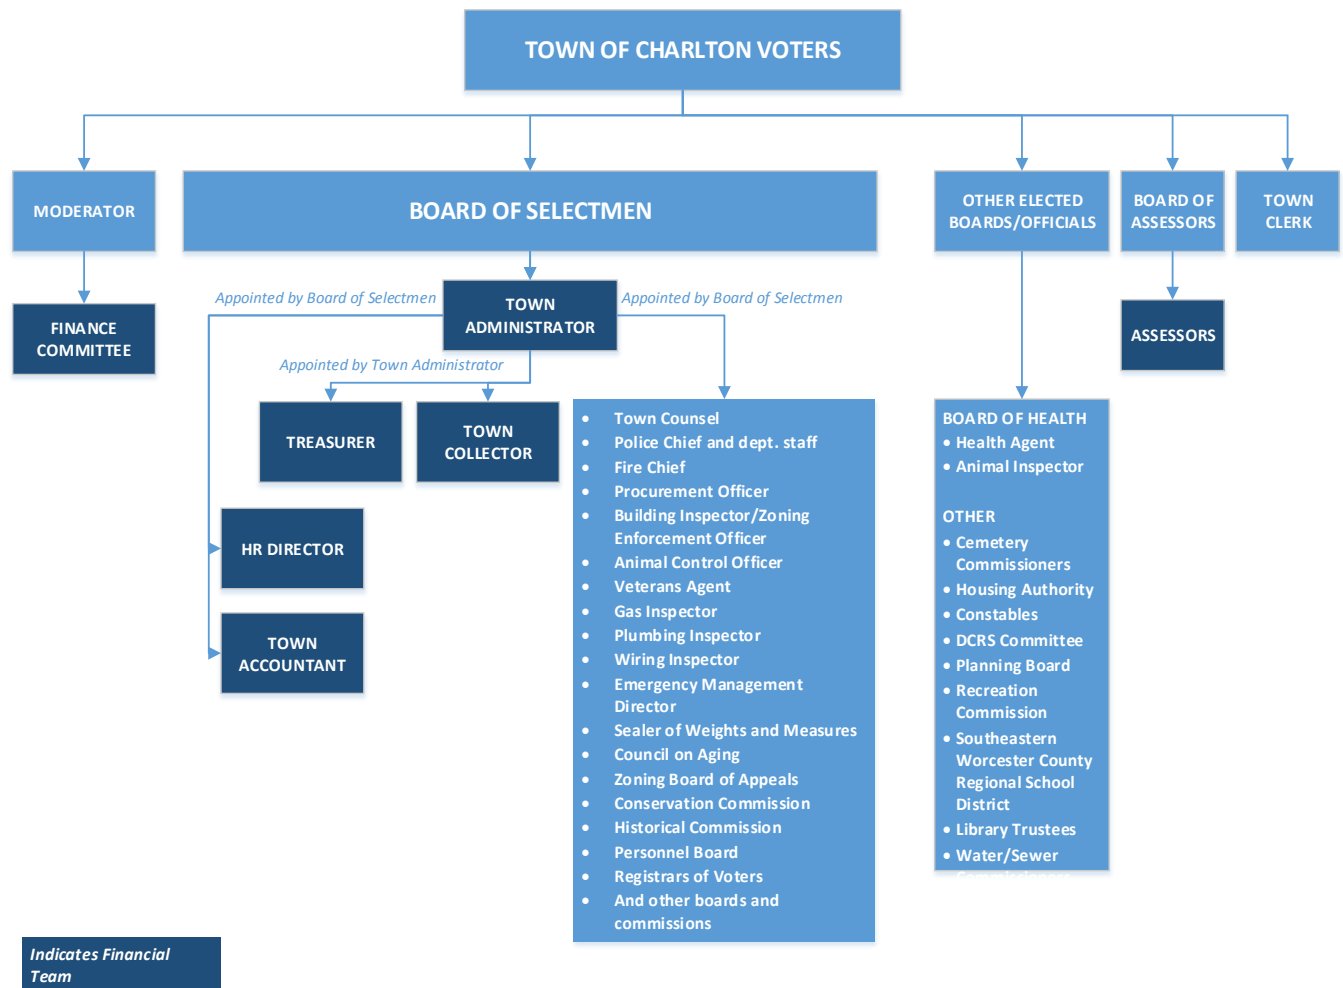 TOWN OF CHARLTON VOTERS
MODERATOR
BOARD OF SELECTMEN
OTHER ELECTED
BOARDS/OFFICIALS
BOARD OF
ASSESSORS
TOWN
CLERK
FINANCE
COMMITTEE
Appointed by Board of Selectmen
TOWN
ADMINISTRATOR
Appointed by Board of Selectmen
ASSESSORS
Appointed by Town Administrator
TREASURER
TOWN
COLLECTOR
HR DIRECTOR
TOWN
ACCOUNTANT
• Town Counsel
• Police Chief and dept. staff
• Fire Chief
• Procurement Officer
• Building Inspector/Zoning
Enforcement Officer
• Animal Control Officer
• Veterans Agent
• Gas Inspector
• Plumbing Inspector
• Wiring Inspector
• Emergency Management
Director
• Sealer of Weights and Measures
• Council on Aging
• Zoning Board of Appeals
• Conservation Commission
• Historical Commission
• Personnel Board
• Registrars of Voters
• And other boards and
commissions
BOARD OF HEALTH
• Health Agent
• Animal Inspector
OTHER
• Cemetery
Commissioners
• Housing Authority
• Constables
• DCRS Committee
• Planning Board
• Recreation
Commission
• Southeastern
Worcester County
Regional School
District
• Library Trustees
• Water/Sewer
Indicates Financial
Team